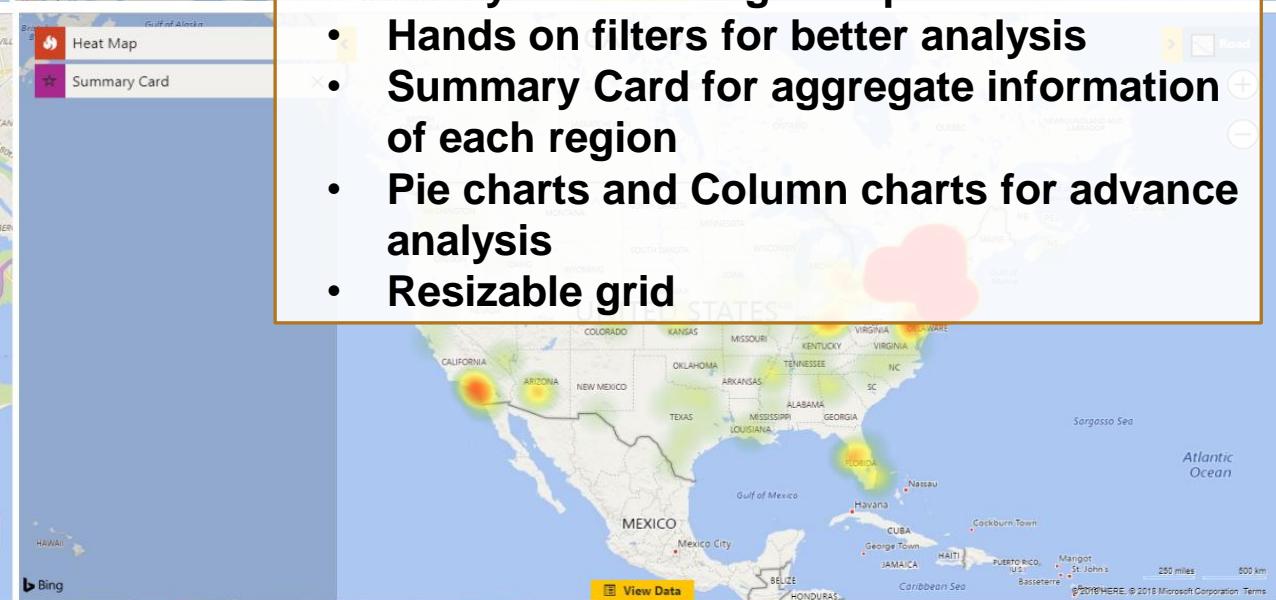 Gulf of Alaska
Heat Map
Summary Card
• Hands on filters for better analysis
• Summary Card for aggregate information
of each region
• Pie charts and Column charts for advance
analysis
• Resizable grid
Road
UNITED STATES
COLORADO
KANSAS
MISSOURI
KENTUCKY
VIRGINIA
VIRGINIA
DELAWARE
CALIFORNIA
ARIZONA
NEW MEXICO
OKLAHOMA
ARKANSAS
TENNESSEE
NC
SC
TEXAS
MISSISSIPPI
ALABAMA
GEORGIA
LOUISIANA
FLORIDA
Sargasso Sea
Atlantic
Ocean
Gulf of Mexico
Nassau
Havana
MEXICO
Mexico City
CUBA
Cockburn Town
George Town
HAITI
JAMAICA
PUERTO RICO,
U.S.
Marigot
St. John's
Basseterre
BELIZE
HONDURAS
Caribbean Sea
HAWAII
Bing
View Data
250 miles
500 km
© 2018 HERE, © 2018 Microsoft Corporation Terms